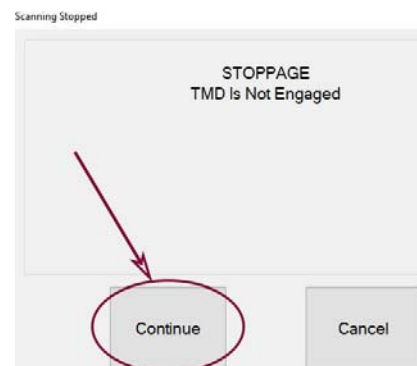 Scanning Stopped
STOPPAGE
TMD Is Not Engaged
Continue
Cancel